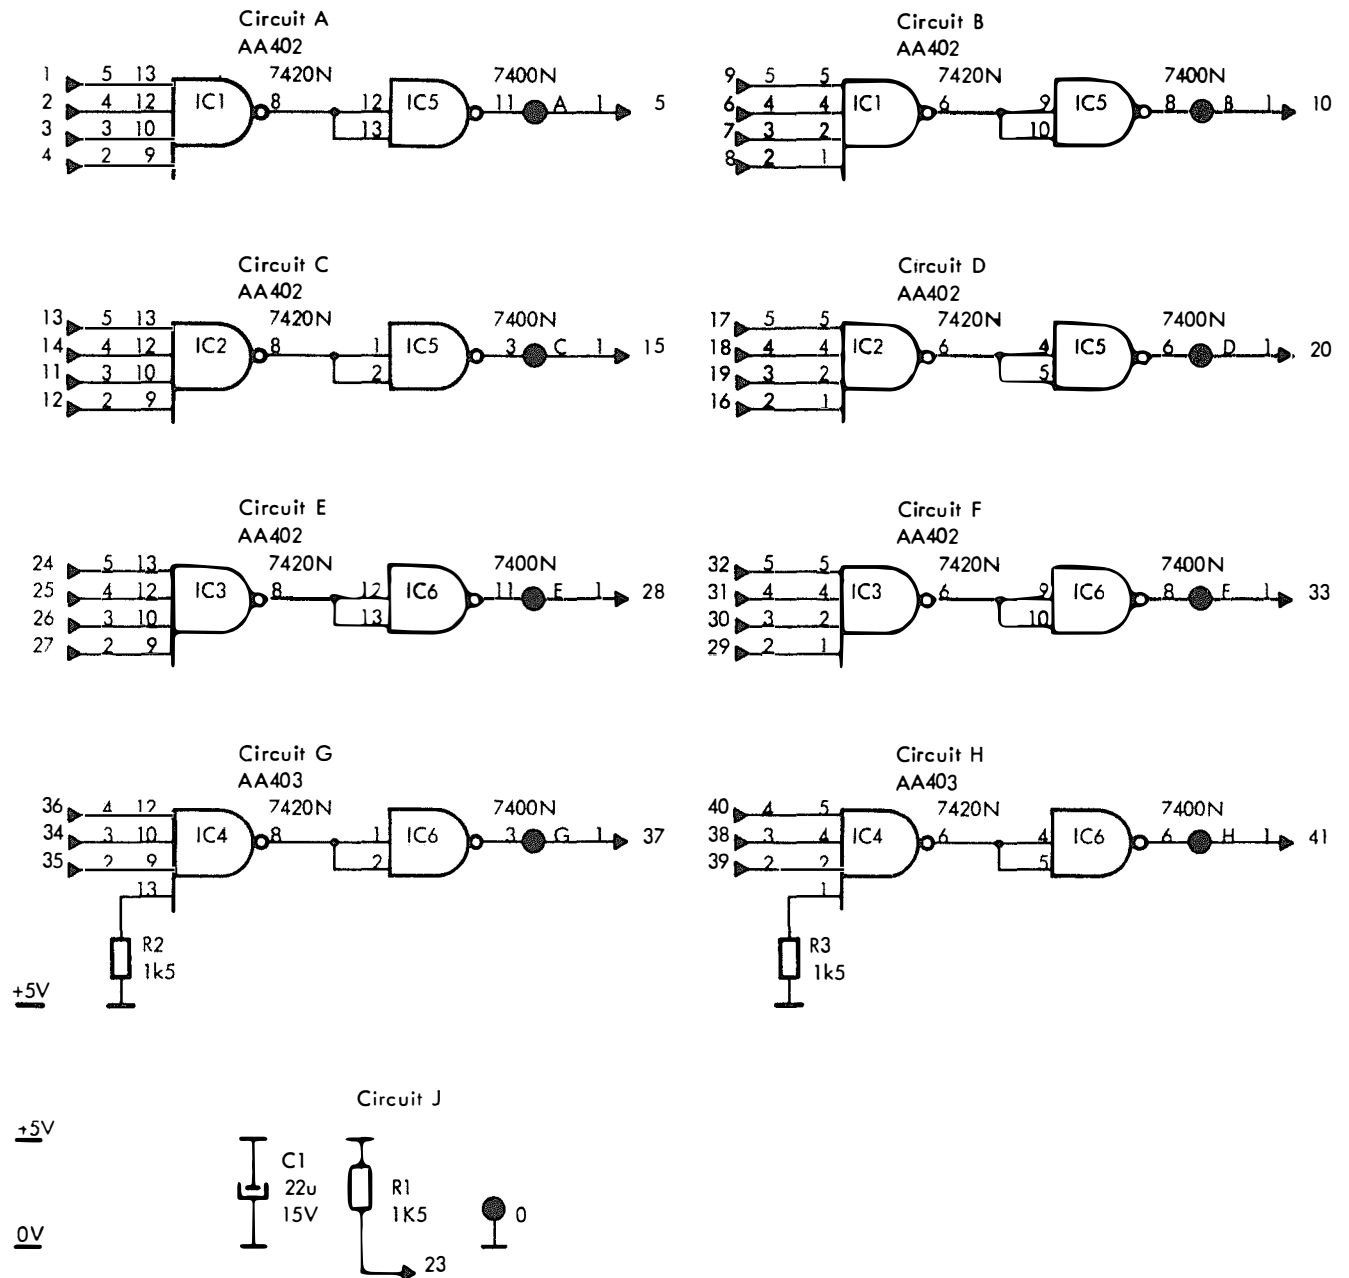 Circuit A
AA402
1 5 13 7420N 7400N
2 4 12 IC1 8 12 IC5 11 A 1 5
3 3 10 13
4 2 9
Circuit B
AA402
9 5 5 7420N 7400N
6 4 4 IC1 6 9 IC5 8 B 1 10
7 3 2 10
8 2 1
Circuit C
AA402
13 5 13 7420N 7400N
14 4 12 IC2 8 1 IC5 3 C 1 15
11 3 10 2
12 2 9
Circuit D
AA402
17 5 5 7420N 7400N
18 4 4 IC2 6 4 IC5 6 D 1 20
19 3 2 5
16 2 1
Circuit E
AA402
24 5 13 7420N 7400N
25 4 12 IC3 8 12 IC6 11 E 1 28
26 3 10 13
27 2 9
Circuit F
AA402
32 5 5 7420N 7400N
31 4 4 IC3 6 9 IC6 8 F 1 33
30 3 2 10
29 2 1
Circuit G
AA403
36 4 12 7420N 7400N
34 3 10 IC4 8 1 IC6 3 G 1 37
35 2 9 2
13
R2
1k5
+5V
Circuit H
AA403
40 4 5 7420N 7400N
38 3 4 IC4 6 4 IC6 6 H 1 41
39 2 2 5
1
R3
1k5
Circuit J
+5V
C1
22u R1
15V 1K5 0
0V
23